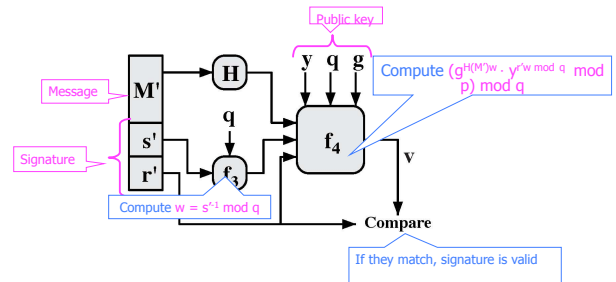 Public key
y q g
Compute (g^H(M')w . y^r'w mod q mod
p) mod q
M'
H
Message
q
s'
f₄
Signature
v
r'
f₃
Compute w = s'⁻¹ mod q
Compare
If they match, signature is valid